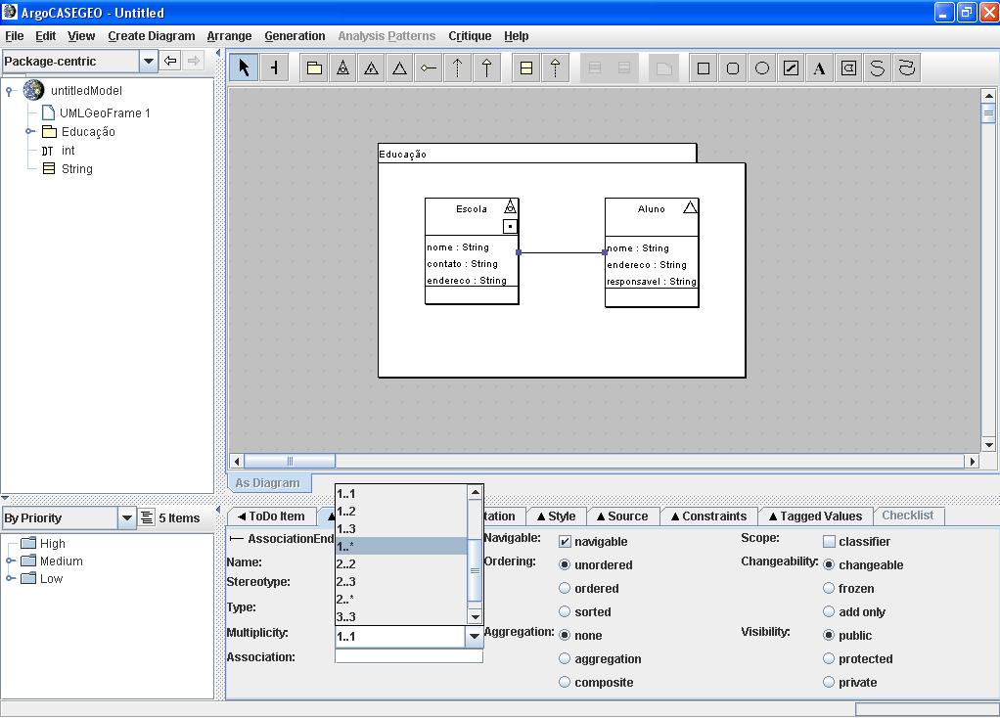 ArgoCASEGEO - Untitled
File Edit View Create Diagram Arrange Generation Analysis Patterns Critique Help
Package-centric
untitledModel
UMLGeoFrame 1
Educação
DT int
String
A
Educação
Escola
nome : String
contato : String
endereco : String
Aluno
nome : String
endereco : String
responsavel : String
As Diagram
By Priority 5 Items
High
Medium
Low
ToDo Item tation Style Source Constraints Tagged Values Checklist
AssociationEnd
Name:
Stereotype:
Type:
Multiplicity:
Association:
1..1
1..2
1..3
1..*
2..2
2..3
2..*
3..3
1..1
Navigable: navigable
Ordering: unordered
ordered
sorted
Aggregation: none
aggregation
composite
Scope: classifier
Changeability: changeable
frozen
add only
Visibility: public
protected
private